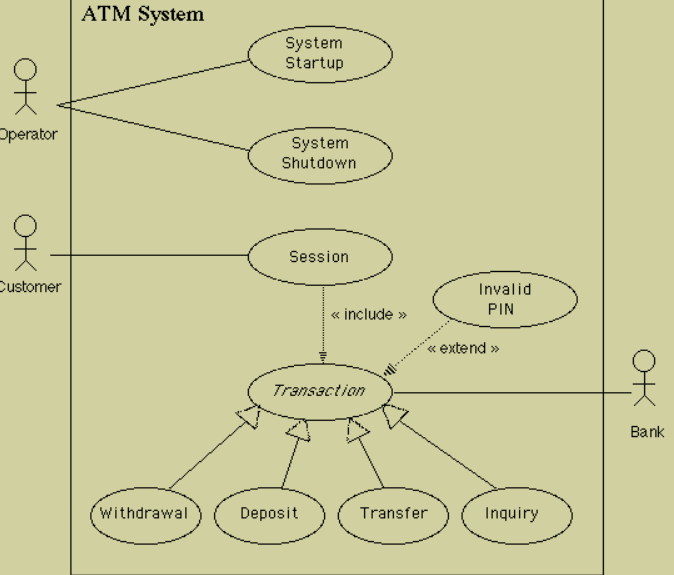 ATM System
System
Startup
Operator
System
Shutdown
Customer
Session
Invalid
PIN
« include »
« extend »
Transaction
Bank
Withdrawal
Deposit
Transfer
Inquiry